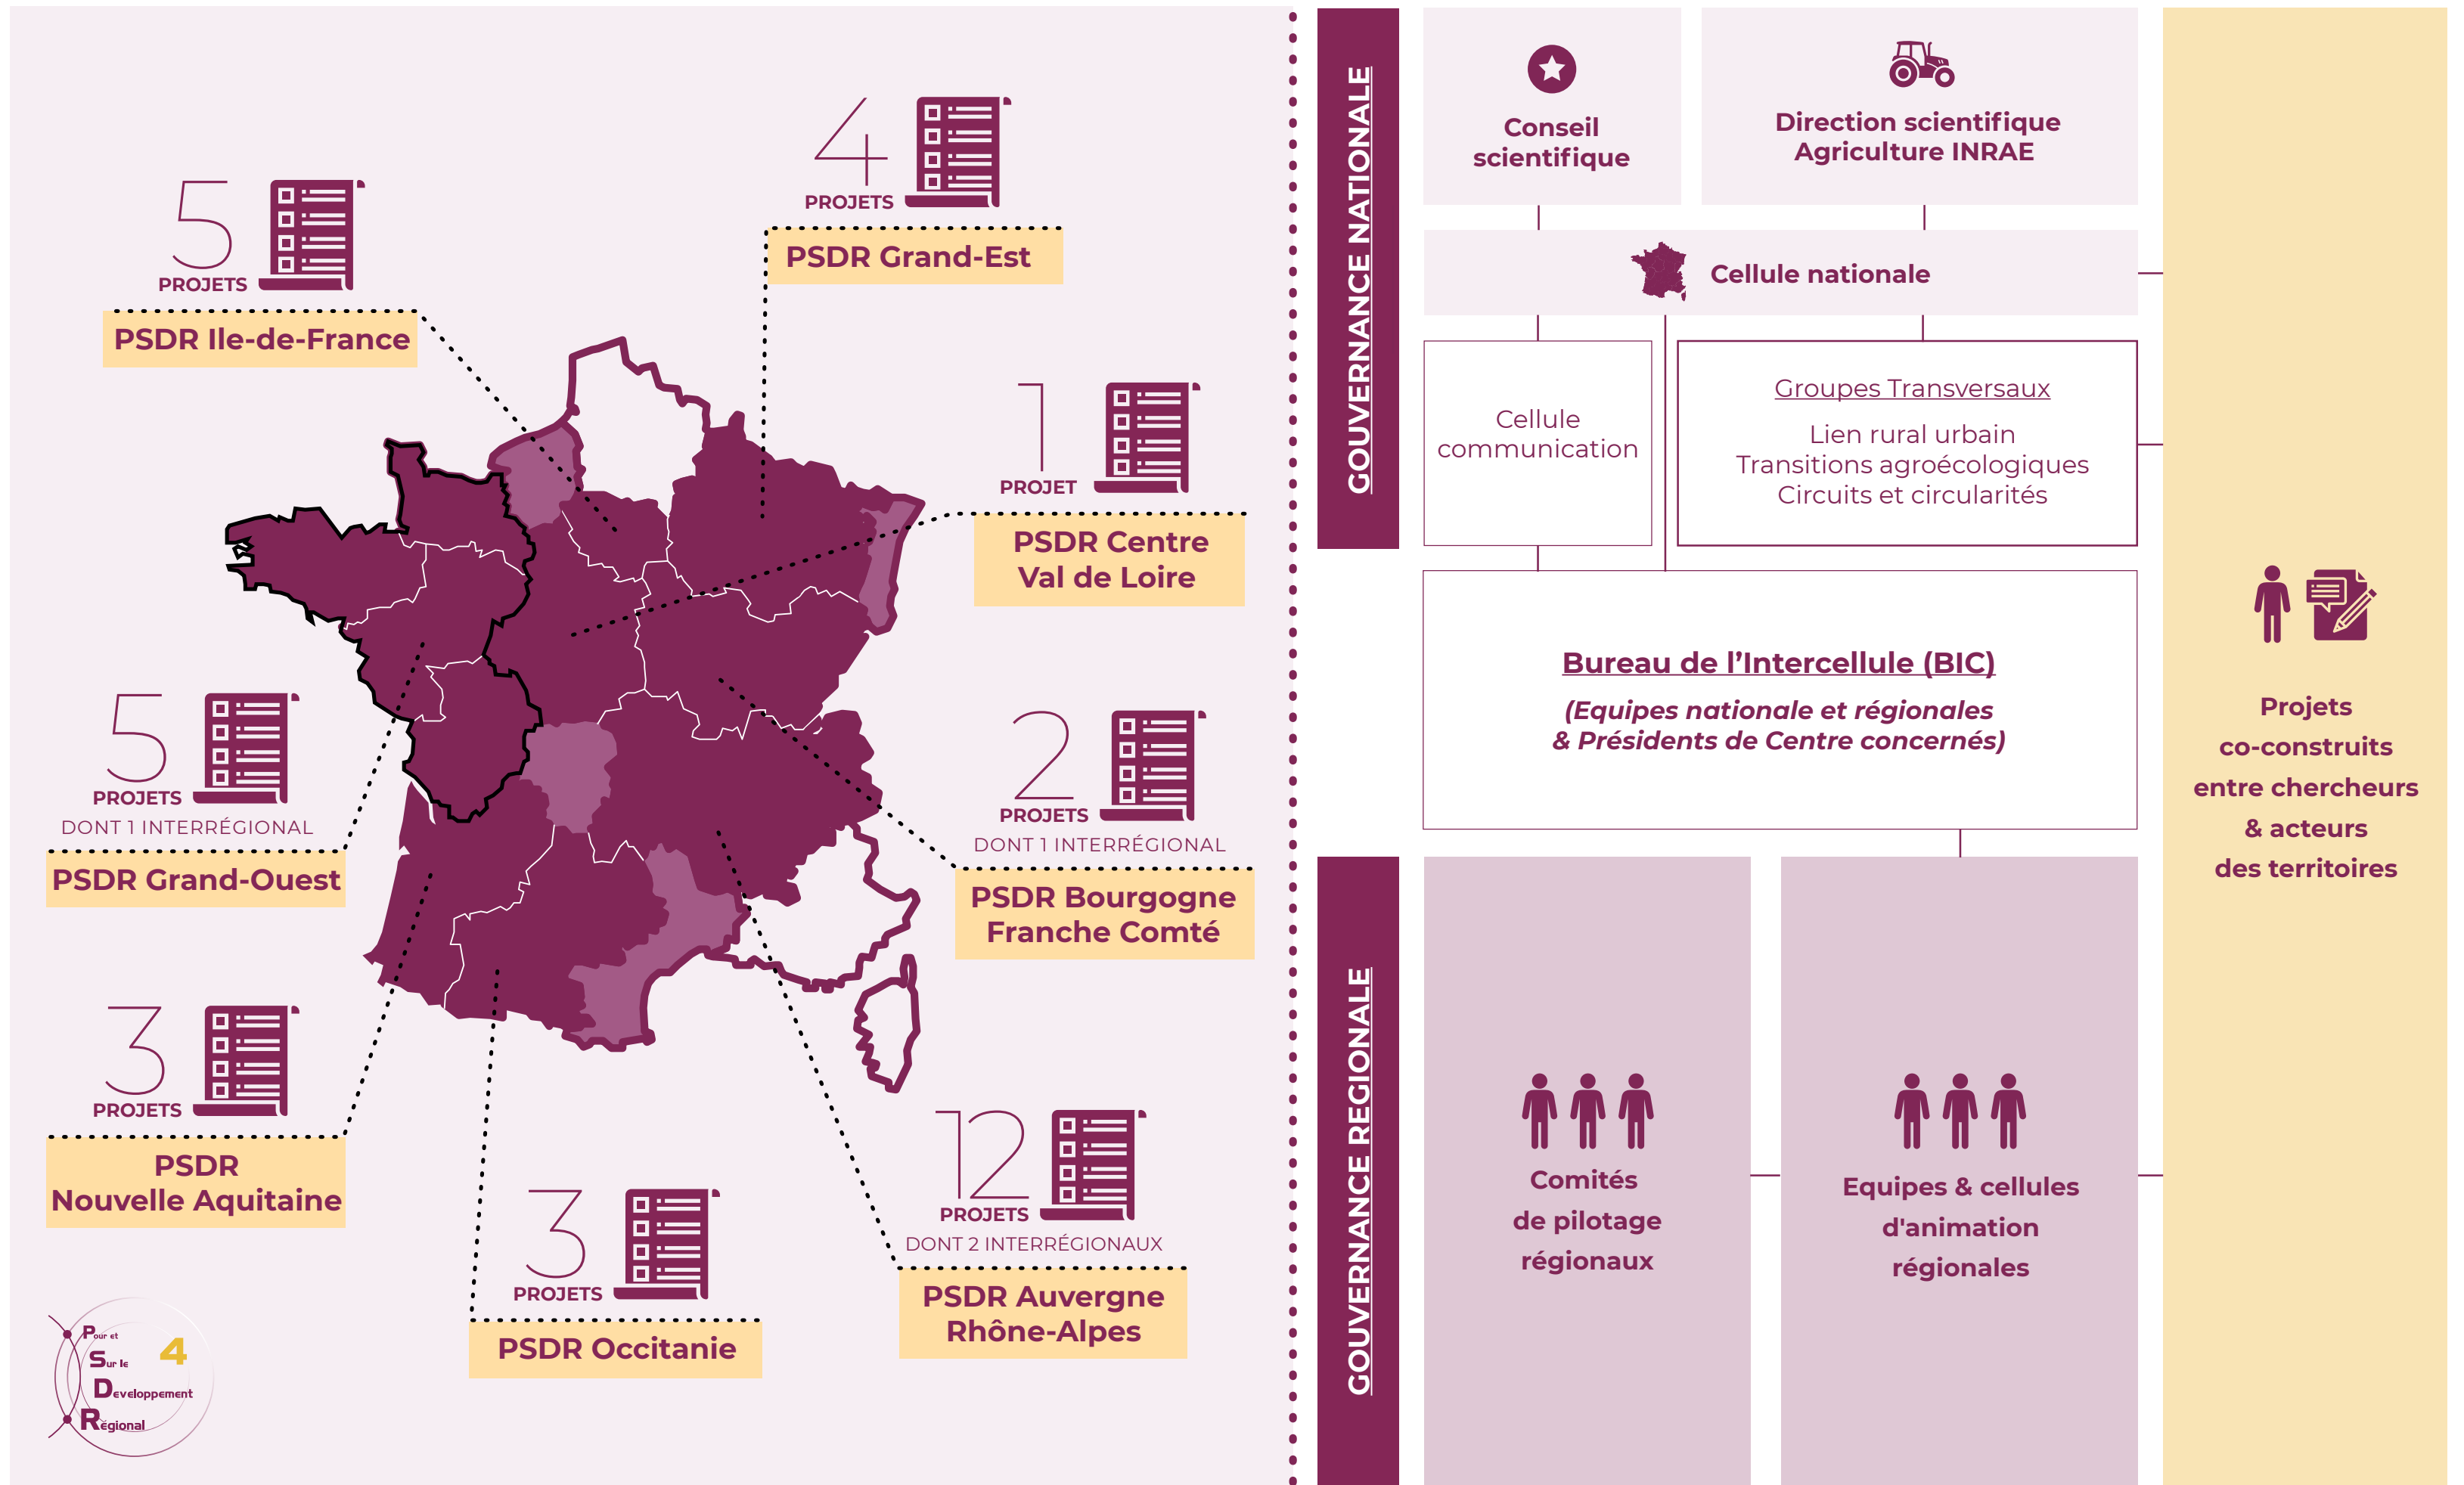 4
PROJETS
PSDR Grand-Est
5
PROJETS
PSDR Ile-de-France
1
PROJET
PSDR Centre
Val de Loire
5
PROJETS
DONT 1 INTERRÉGIONAL
PSDR Grand-Ouest
2
PROJETS
DONT 1 INTERRÉGIONAL
PSDR Bourgogne
Franche Comté
3
PROJETS
PSDR
Nouvelle Aquitaine
3
PROJETS
PSDR Occitanie
12
PROJETS
DONT 2 INTERRÉGIONAUX
PSDR Auvergne
Rhône-Alpes
Pour et
Sur le
4
Developpement
Régional
GOUVERNANCE NATIONALE
Conseil
scientifique
Direction scientifique
Agriculture INRAE
Cellule nationale
Cellule
communication
Groupes Transversaux
Lien rural urbain
Transitions agroécologiques
Circuits et circularités
Bureau de l’Intercellule (BIC)
(Equipes nationale et régionales
& Présidents de Centre concernés)
GOUVERNANCE REGIONALE
Comités
de pilotage
régionaux
Equipes & cellules
d'animation
régionales
Projets
co-construits
entre chercheurs
& acteurs
des territoires